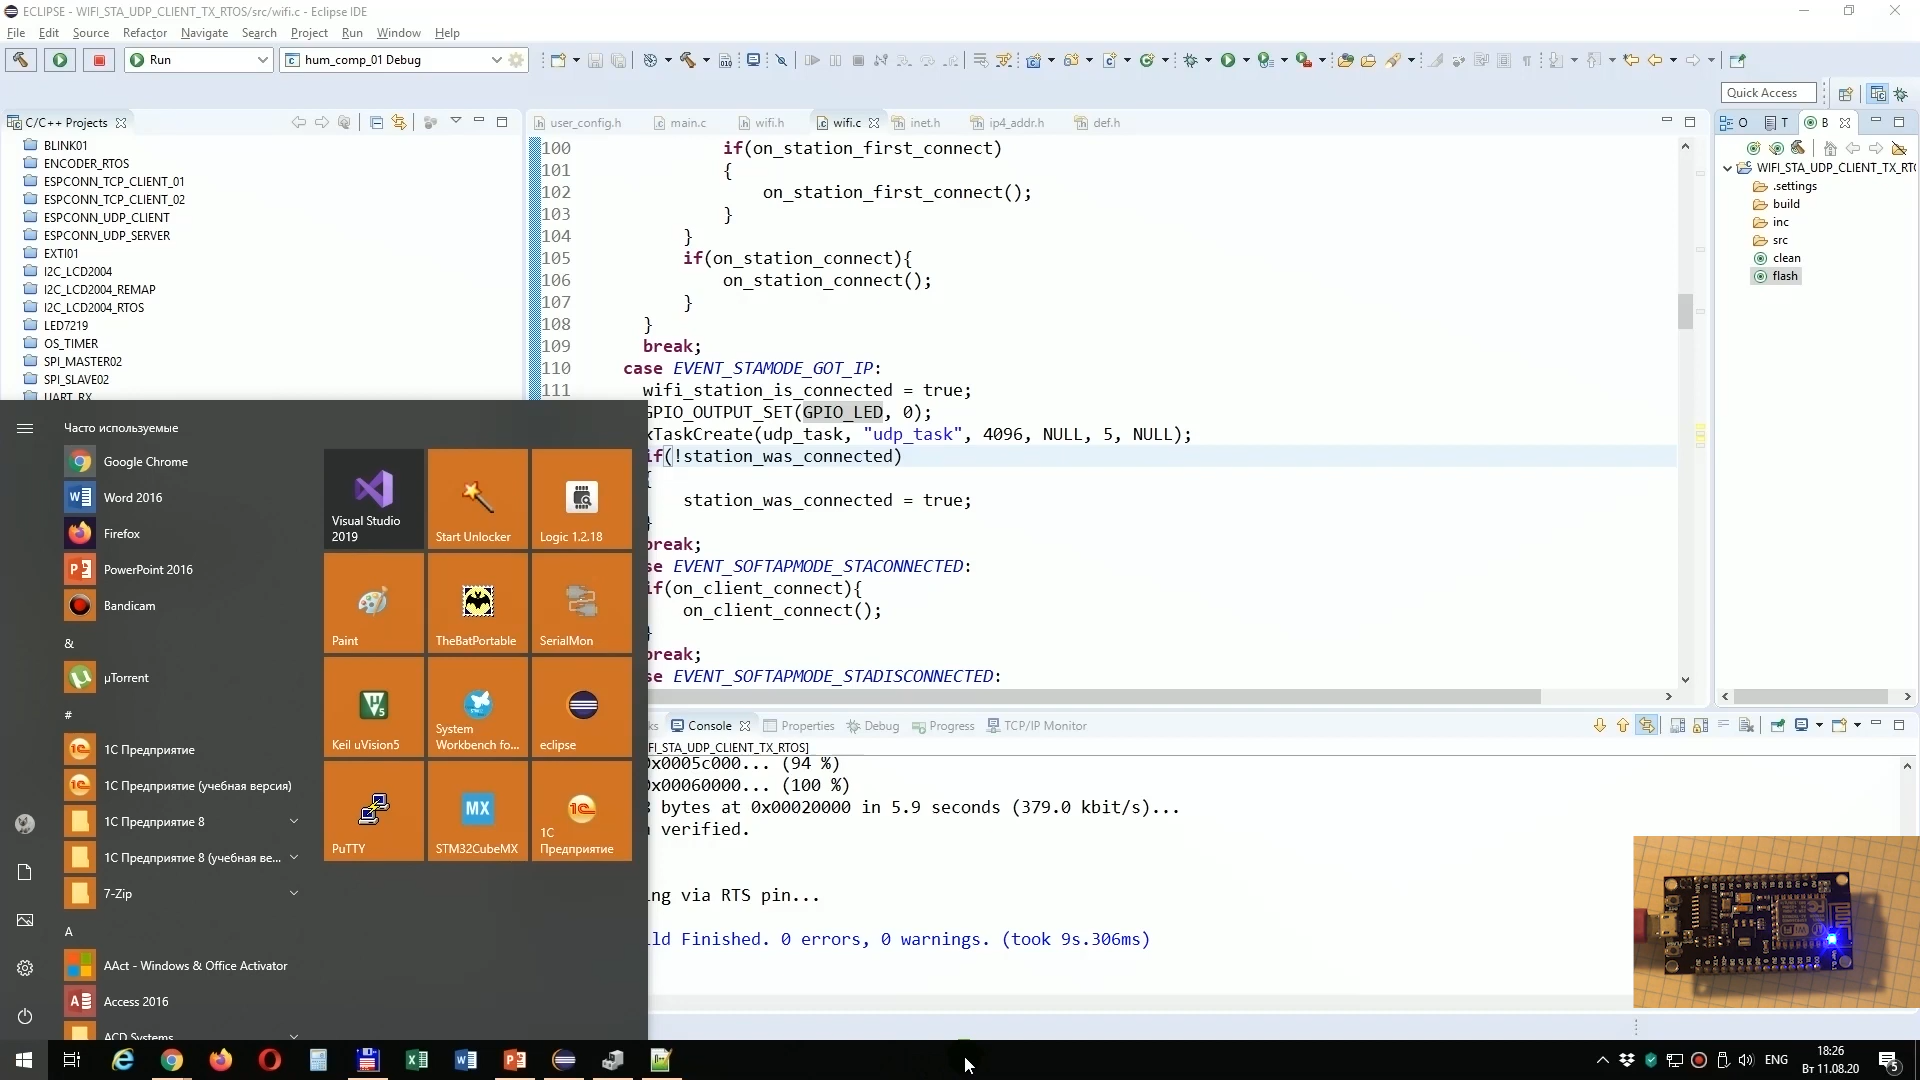 ECLIPSE - WIFI_STA_UDP_CLIENT_TX_RTOS/src/wifi.c - Eclipse IDE
File Edit Source Refactor Navigate Search Project Run Window Help
Run hum_comp_01 Debug
Quick Access
C/C++ Projects
BLINK01
ENCODER_RTOS
ESPCONN_TCP_CLIENT_01
ESPCONN_TCP_CLIENT_02
ESPCONN_UDP_CLIENT
ESPCONN_UDP_SERVER
EXTI01
I2C_LCD2004
I2C_LCD2004_REMAP
I2C_LCD2004_RTOS
LED7219
OS_TIMER
SPI_MASTER02
SPI_SLAVE02
UART_RX
user_config.h main.c wifi.h wifi.c inet.h ip4_addr.h def.h
100 if(on_station_first_connect)
101 {
102 on_station_first_connect();
103 }
104 }
105 if(on_station_connect){
106 on_station_connect();
107 }
108 }
109 break;
110 case EVENT_STAMODE_GOT_IP:
111 wifi_station_is_connected = true;
GPIO_OUTPUT_SET(GPIO_LED, 0);
xTaskCreate(udp_task, "udp_task", 4096, NULL, 5, NULL);
if(!station_was_connected)
{
station_was_connected = true;
}
break;
se EVENT_SOFTAPMODE_STACONNECTED:
if(on_client_connect){
on_client_connect();
}
break;
se EVENT_SOFTAPMODE_STADISCONNECTED:
O T B
WIFI_STA_UDP_CLIENT_TX_RTO
.settings
build
inc
src
clean
flash
ks Console Properties Debug Progress TCP/IP Monitor
FI_STA_UDP_CLIENT_TX_RTOS]
0x0005c000... (94 %)
0x00060000... (100 %)
bytes at 0x00020000 in 5.9 seconds (379.0 kbit/s)...
verified.
ng via RTS pin...
ld Finished. 0 errors, 0 warnings. (took 9s.306ms)
Часто используемые
Google Chrome
Word 2016
Firefox
PowerPoint 2016
Bandicam
&
µTorrent
#
1С Предприятие
1С Предприятие (учебная версия)
1С Предприятие 8
1С Предприятие 8 (учебная ве...
7-Zip
A
AAct - Windows & Office Activator
Access 2016
ACD Systems
Visual Studio 2019
Start Unlocker
Logic 1.2.18
Paint
TheBatPortable
SerialMon
Keil uVision5
System Workbench fo...
eclipse
PuTTY
MX
STM32CubeMX
1С Предприятие
ENG
18:26
Вт 11.08.20
5